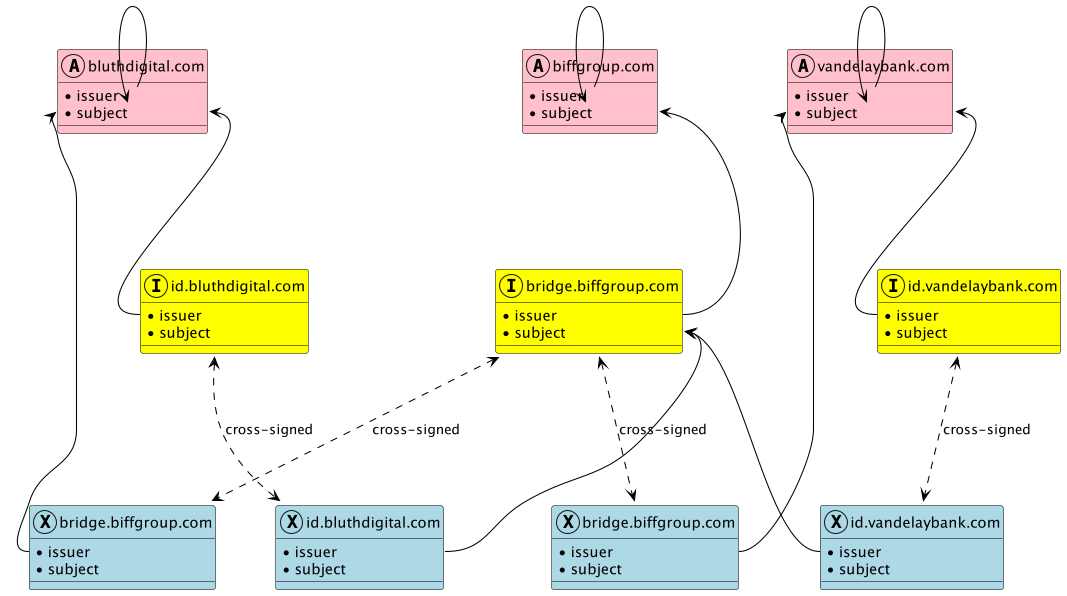 A bluthdigital.com
issuer
subject
A biffgroup.com
issuer
subject
A vandelaybank.com
issuer
subject
I id.bluthdigital.com
issuer
subject
I bridge.biffgroup.com
issuer
subject
I id.vandelaybank.com
issuer
subject
cross-signed
cross-signed
cross-signed
cross-signed
X bridge.biffgroup.com
issuer
subject
X id.bluthdigital.com
issuer
subject
X bridge.biffgroup.com
issuer
subject
X id.vandelaybank.com
issuer
subject